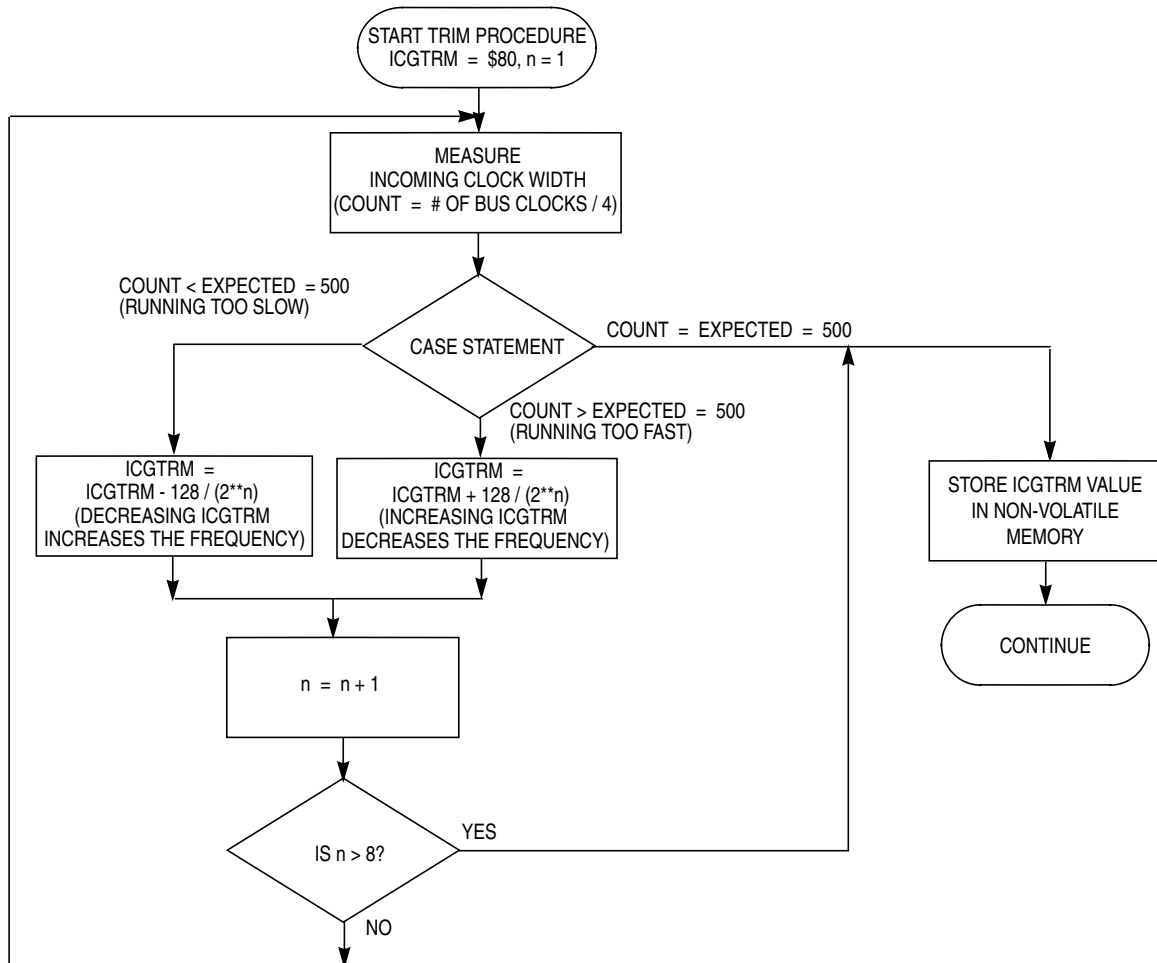 START TRIM PROCEDURE
ICGTRM = $80, n = 1
MEASURE
INCOMING CLOCK WIDTH
(COUNT = # OF BUS CLOCKS / 4)
COUNT < EXPECTED = 500
(RUNNING TOO SLOW)
CASE STATEMENT
COUNT = EXPECTED = 500
COUNT > EXPECTED = 500
(RUNNING TOO FAST)
ICGTRM =
ICGTRM - 128 / (2**n)
(DECREASING ICGTRM
INCREASES THE FREQUENCY)
ICGTRM =
ICGTRM + 128 / (2**n)
(INCREASING ICGTRM
DECREASES THE FREQUENCY)
STORE ICGTRM VALUE
IN NON-VOLATILE
MEMORY
CONTINUE
n = n + 1
IS n > 8?
YES
NO